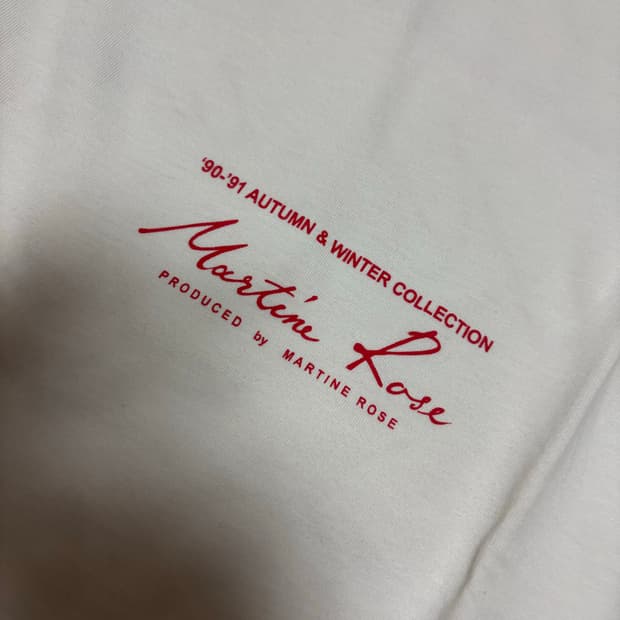 '90-'91 AUTUMN & WINTER COLLECTION
Martine Rose
PRODUCED by MARTINE ROSE